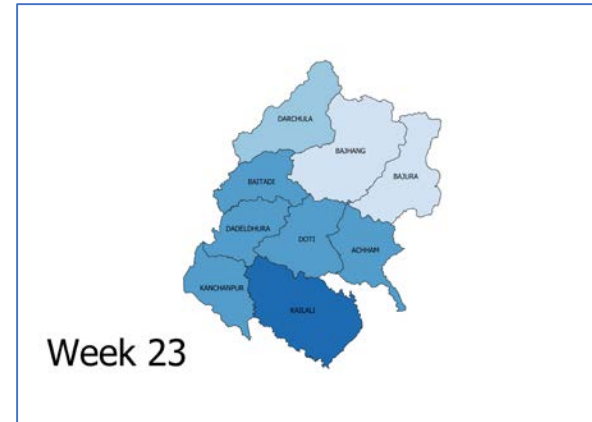 DARCHULA
BAJHANG
BAJURA
BAITADI
DADELDHURA
DOTI
ACHHAM
KANCHANPUR
KAILALI
Week 23